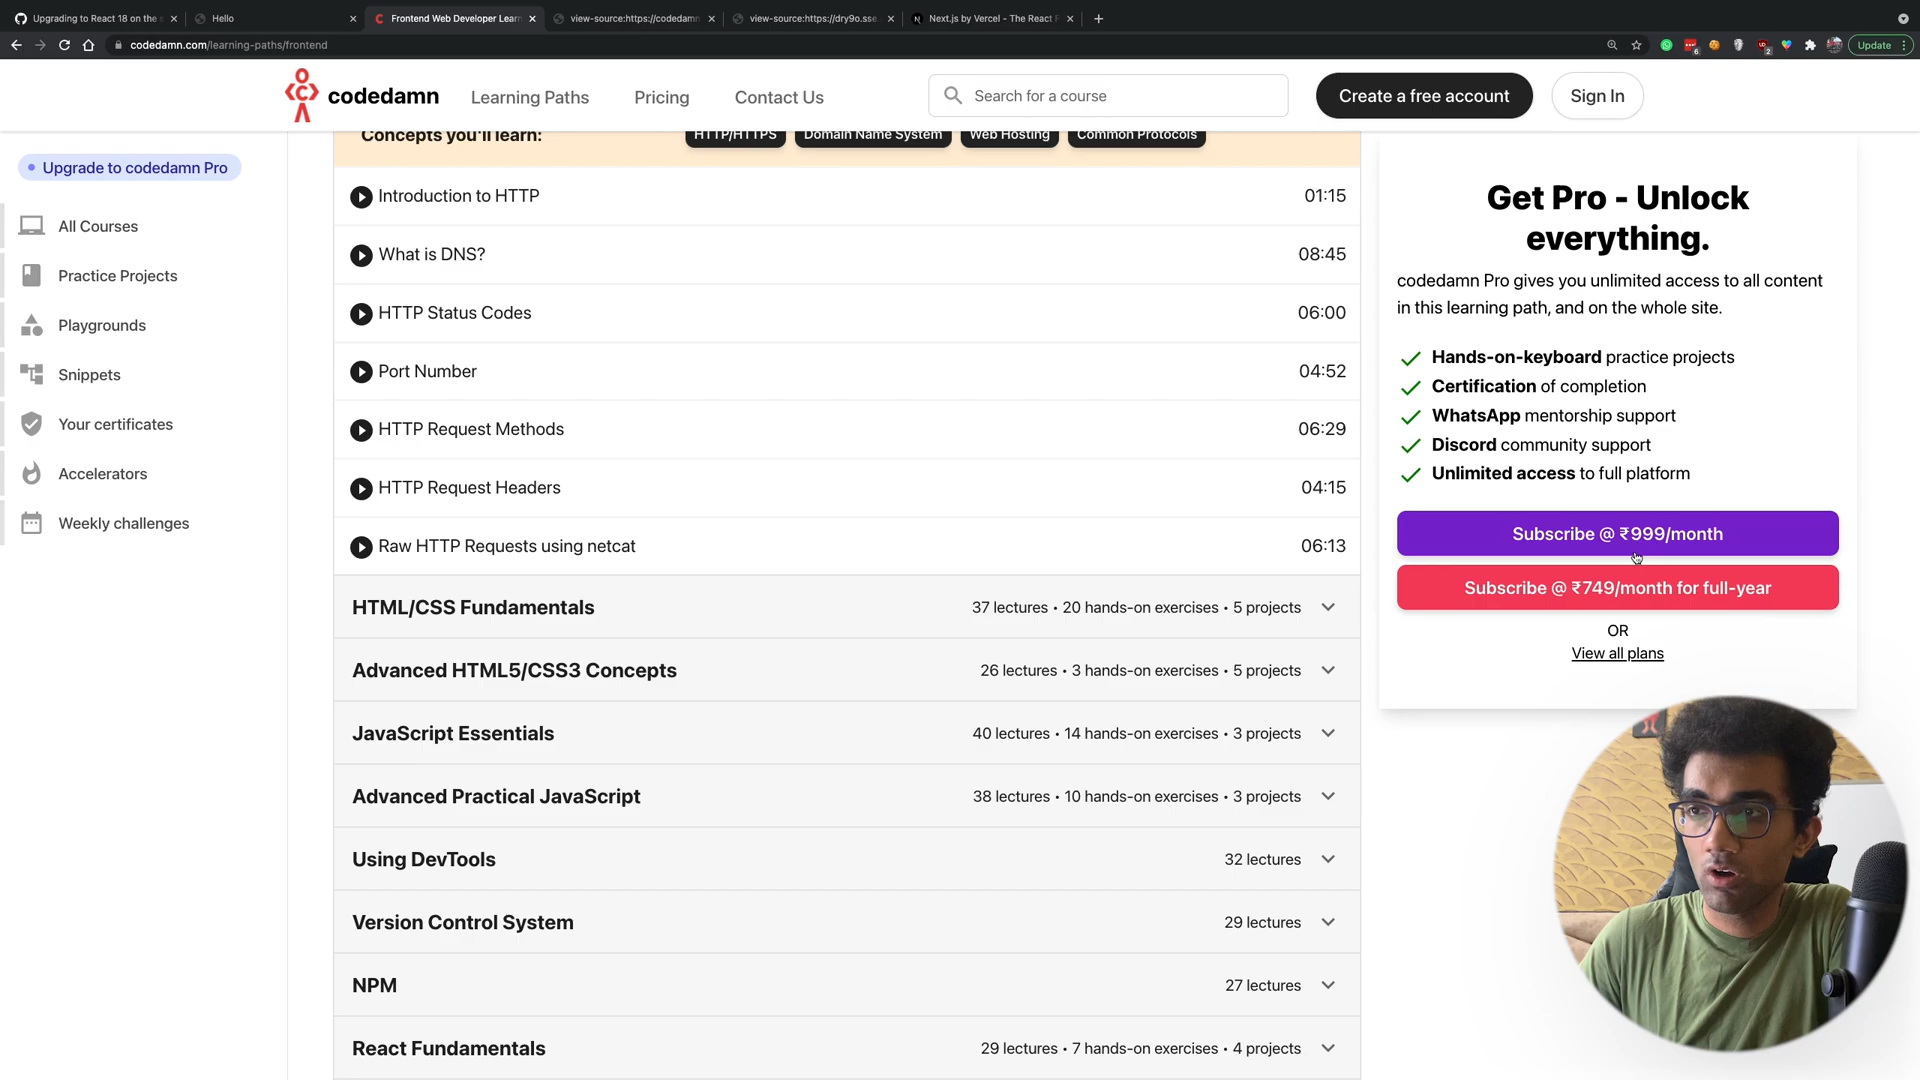 Upgrading to React 18 on the s
Hello
Frontend Web Developer Learn
view-source:https://codedamn
view-source:https://dry9o.sse
Next.js by Vercel - The React F
codedamn.com/learning-paths/frontend
6
2
Update
codedamn
Learning Paths
Pricing
Contact Us
Search for a course
Create a free account
Sign In
Upgrade to codedamn Pro
All Courses
Practice Projects
Playgrounds
Snippets
Your certificates
Accelerators
Weekly challenges
Concepts you'll learn:
HTTP/HTTPS
Domain Name System
Web Hosting
Common Protocols
Introduction to HTTP 01:15
What is DNS? 08:45
HTTP Status Codes 06:00
Port Number 04:52
HTTP Request Methods 06:29
HTTP Request Headers 04:15
Raw HTTP Requests using netcat 06:13
HTML/CSS Fundamentals 37 lectures • 20 hands-on exercises • 5 projects
Advanced HTML5/CSS3 Concepts 26 lectures • 3 hands-on exercises • 5 projects
JavaScript Essentials 40 lectures • 14 hands-on exercises • 3 projects
Advanced Practical JavaScript 38 lectures • 10 hands-on exercises • 3 projects
Using DevTools 32 lectures
Version Control System 29 lectures
NPM 27 lectures
React Fundamentals 29 lectures • 7 hands-on exercises • 4 projects
Get Pro - Unlock
everything.
codedamn Pro gives you unlimited access to all content
in this learning path, and on the whole site.
Hands-on-keyboard practice projects
Certification of completion
WhatsApp mentorship support
Discord community support
Unlimited access to full platform
Subscribe @ ₹999/month
Subscribe @ ₹749/month for full-year
OR
View all plans